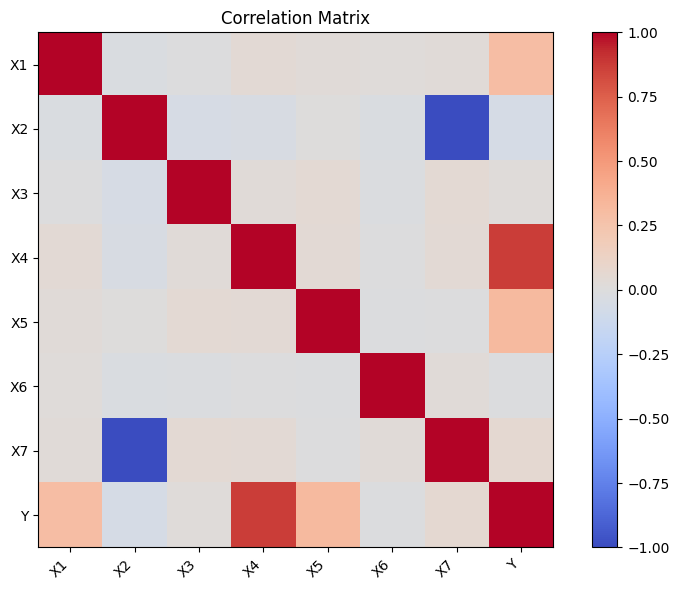 Correlation Matrix
X1
X2
X3
X4
X5
X6
X7
Y
X1
X2
X3
X4
X5
X6
X7
Y
1.00
0.75
0.50
0.25
0.00
−0.25
−0.50
−0.75
−1.00